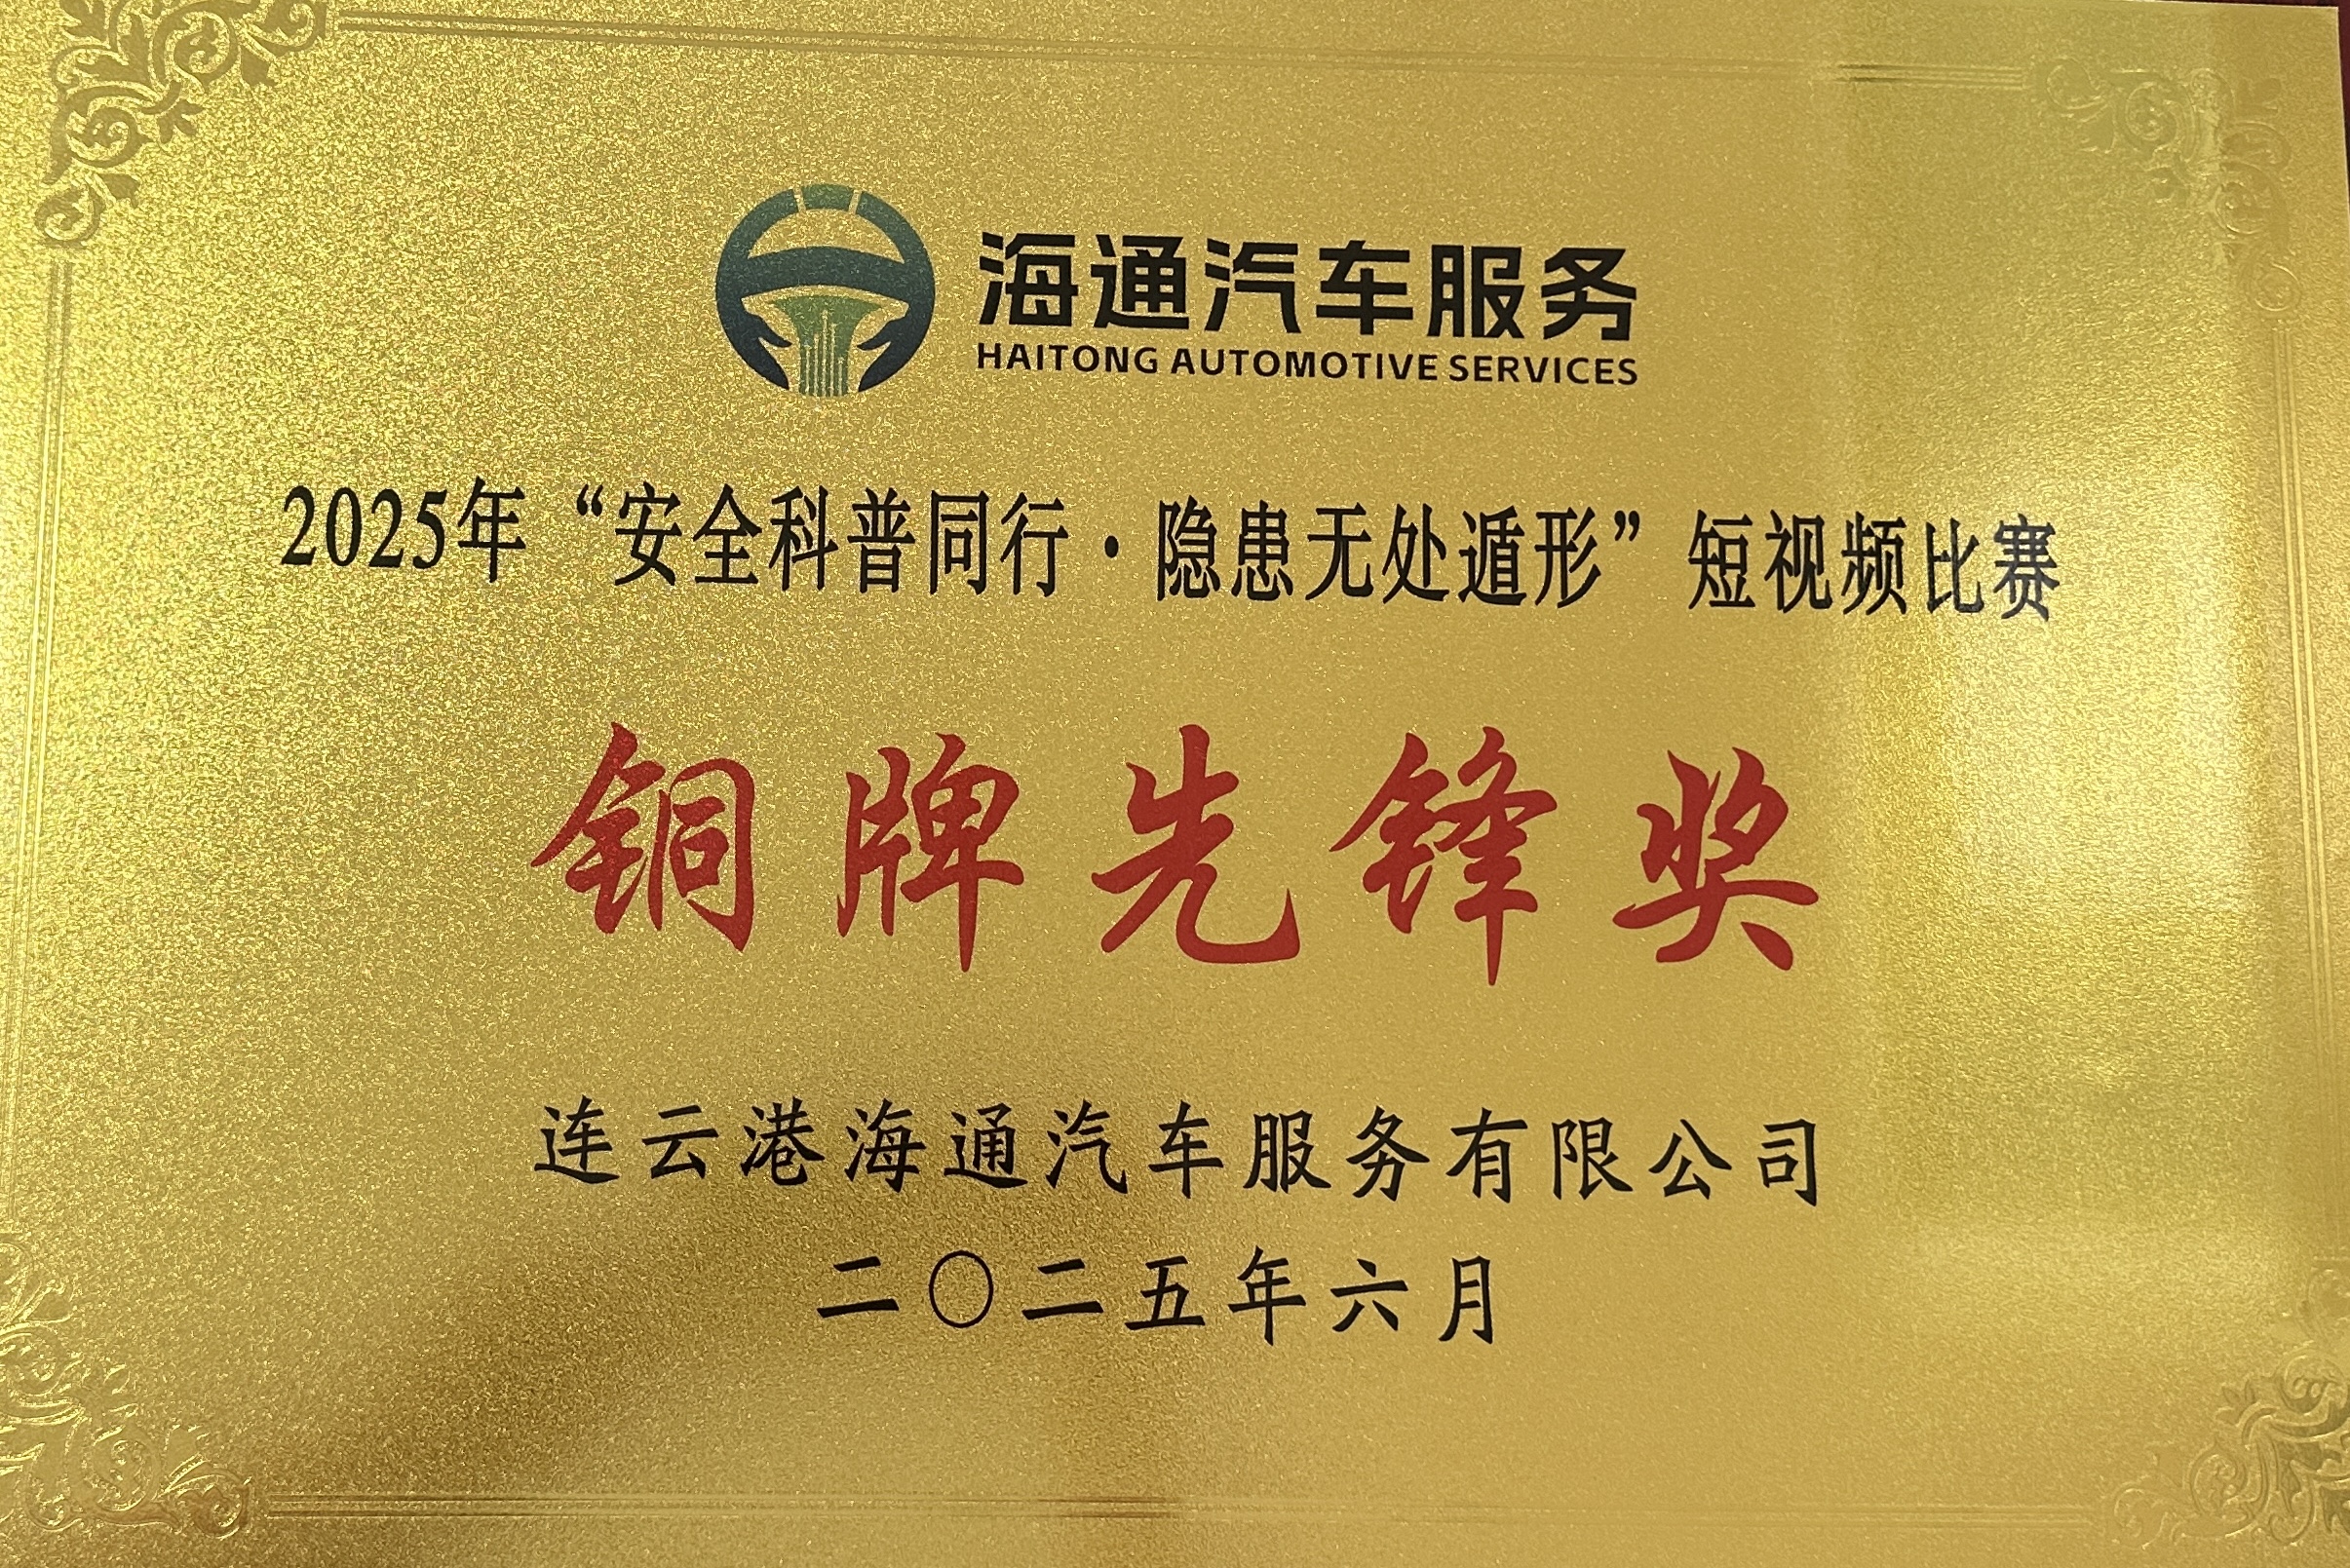 海通汽车服务
HAITONG AUTOMOTIVE SERVICES
2025年“安全科普同行·隐患无处遁形”短视频比赛
铜牌先锋奖
连云港海通汽车服务有限公司
二〇二五年六月